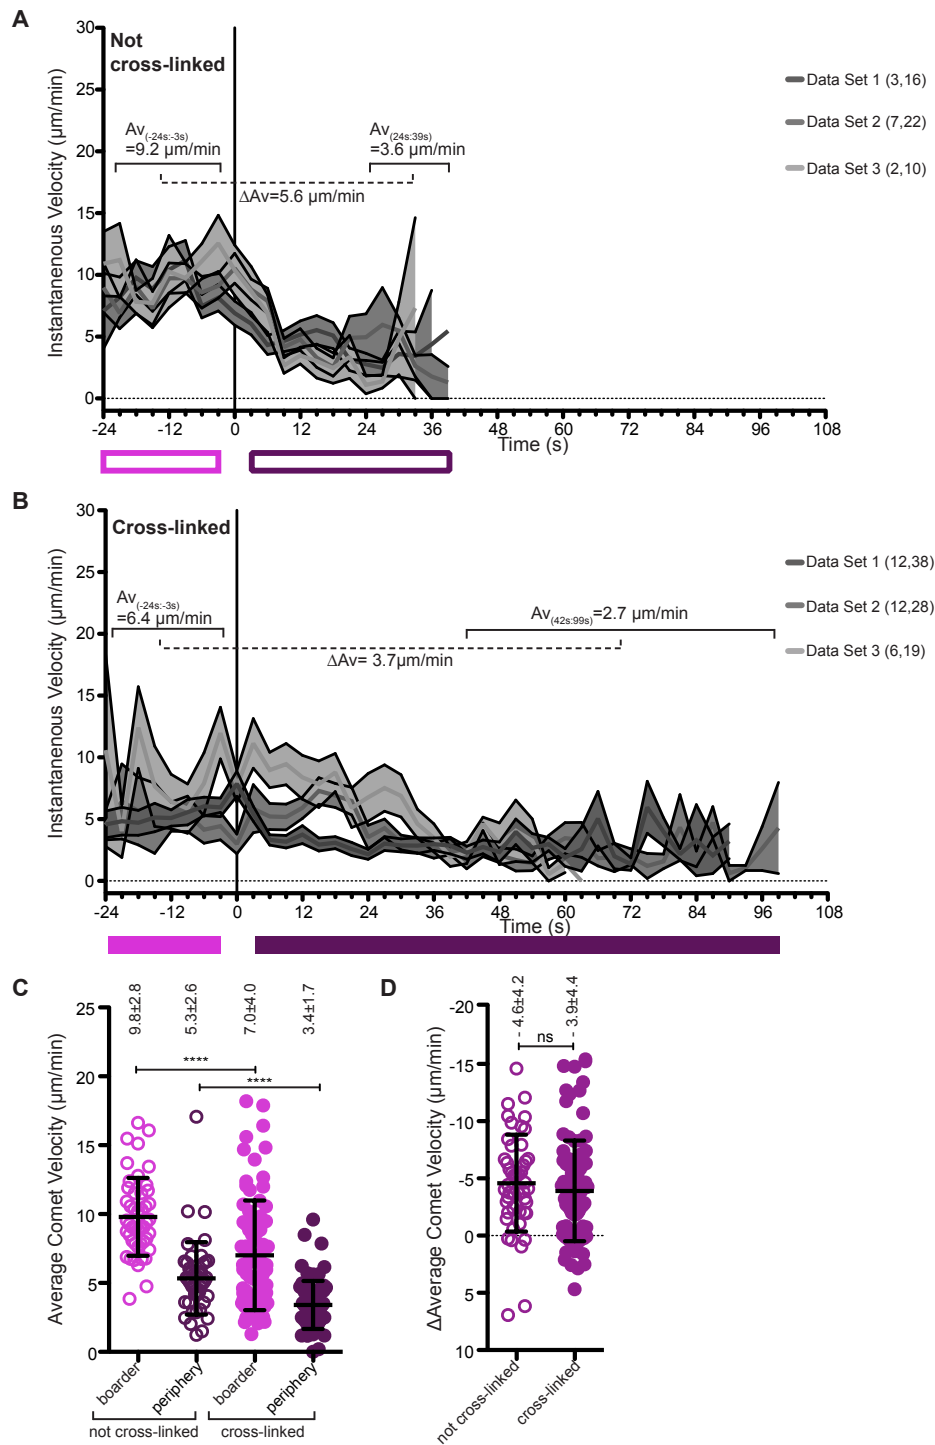 A
Not
cross-linked
Instantanenous Velocity (µm/min)
30
25
20
15
10
5
0
Av(-24s:-3s)
=9.2 µm/min
Av(24s:39s)
=3.6 µm/min
ΔAv=5.6 µm/min
Data Set 1 (3,16)
Data Set 2 (7,22)
Data Set 3 (2,10)
-24 -12 0 12 24 36 48 60 72 84 96 108
Time (s)
B
Cross-linked
Instantanenous Velocity (µm/min)
30
25
20
15
10
5
0
Av(-24s:-3s)
=6.4 µm/min
Av(42s:99s)=2.7 µm/min
ΔAv= 3.7µm/min
Data Set 1 (12,38)
Data Set 2 (12,28)
Data Set 3 (6,19)
-24 -12 0 12 24 36 48 60 72 84 96 108
Time (s)
C
Average Comet Velocity (µm/min)
25
20
15
10
5
0
9.8±2.8
5.3±2.6
7.0±4.0
3.4±1.7
****
****
boarder
periphery
boarder
periphery
not cross-linked
cross-linked
D
ΔAverage Comet Velocity (µm/min)
-20
-15
-10
-5
0
5
10
- 4.6±4.2
- 3.9±4.4
ns
not cross-linked
cross-linked